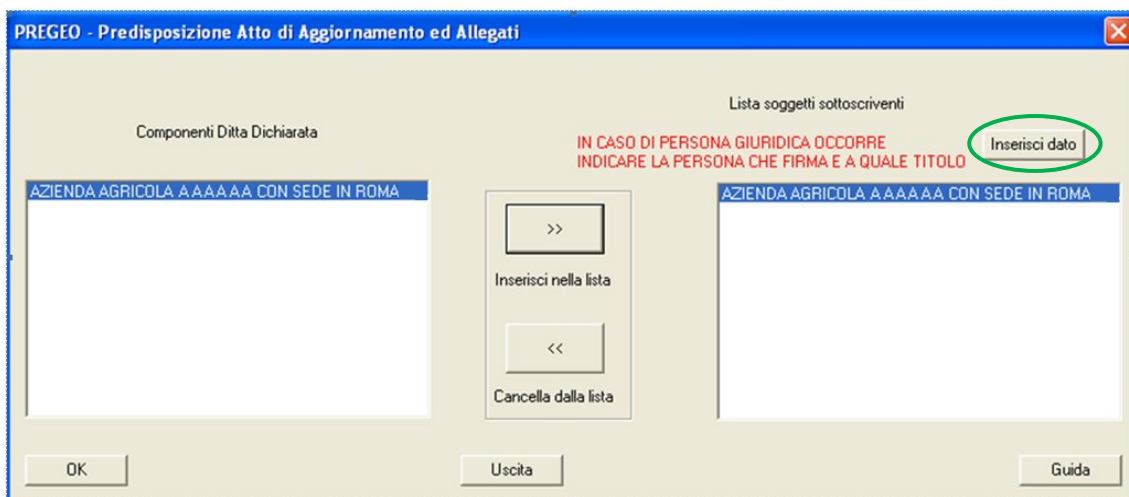 PREGEO - Predisposizione Atto di Aggiornamento ed Allegati
Lista soggetti sottoscriventi
Componenti Ditta Dichiarata
IN CASO DI PERSONA GIURIDICA OCCORRE
INDICARE LA PERSONA CHE FIRMA E A QUALE TITOLO
Inserisci dato
AZIENDA AGRICOLA A A A A A A CON SEDE IN ROMA
>>
Inserisci nella lista
<<
Cancella dalla lista
AZIENDA AGRICOLA A A A A A A CON SEDE IN ROMA
OK
Uscita
Guida